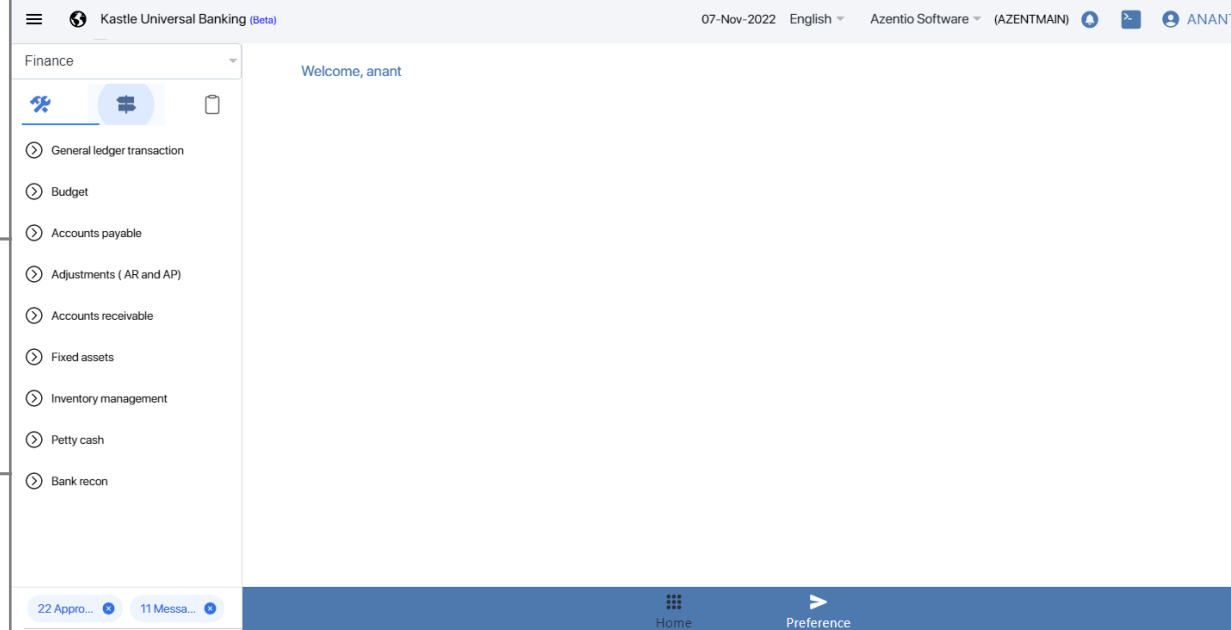 Kastle Universal Banking (Beta)
07-Nov-2022 English Azentio Software (AZENTMAIN) ANANT
Finance
Welcome, anant
General ledger transaction
Budget
Accounts payable
Adjustments ( AR and AP)
Accounts receivable
Fixed assets
Inventory management
Petty cash
Bank recon
22 Appro... 11 Messa...
Home Preference